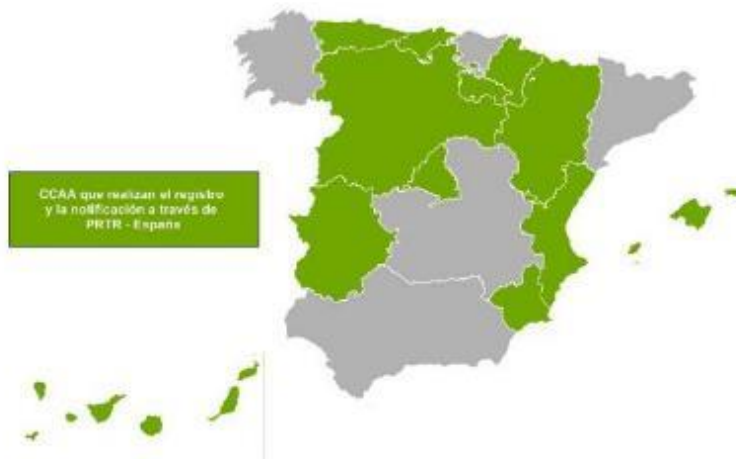 CCAA que realizan el registro
y la notificación a través de
PRTR - España